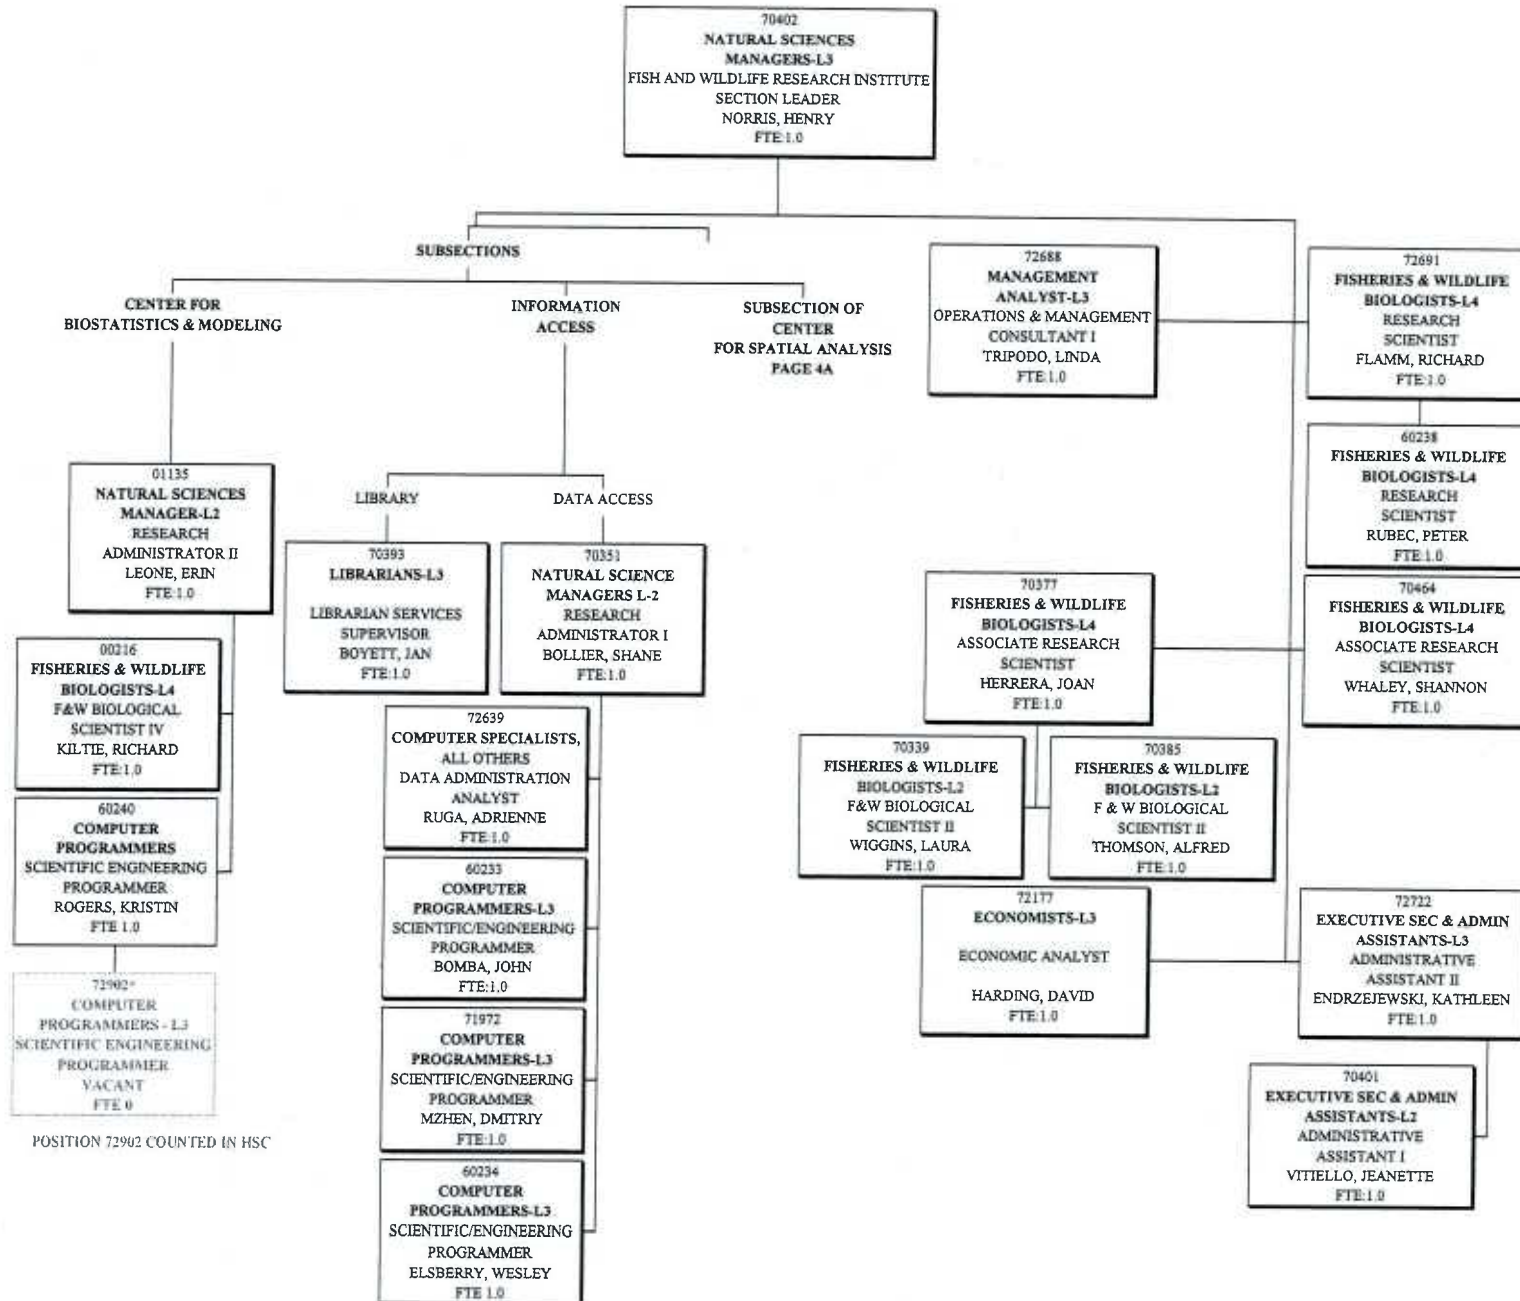 70402
NATURAL SCIENCES
MANAGERS-L3
FISH AND WILDLIFE RESEARCH INSTITUTE
SECTION LEADER
NORRIS, HENRY
FTE:1.0
SUBSECTIONS
CENTER FOR
BIOSTATISTICS & MODELING
INFORMATION
ACCESS
SUBSECTION OF
CENTER
FOR SPATIAL ANALYSIS
PAGE 4A
72688
MANAGEMENT
ANALYST-L3
OPERATIONS & MANAGEMENT
CONSULTANT I
TRIPODO, LINDA
FTE:1.0
72691
FISHERIES & WILDLIFE
BIOLOGISTS-L4
RESEARCH
SCIENTIST
FLAMM, RICHARD
FTE:1.0
60238
FISHERIES & WILDLIFE
BIOLOGISTS-L4
RESEARCH
SCIENTIST
RUBEC, PETER
FTE:1.0
01135
NATURAL SCIENCES
MANAGER-L2
RESEARCH
ADMINISTRATOR II
LEONE, ERIN
FTE:1.0
LIBRARY
DATA ACCESS
70393
LIBRARIANS-L3
LIBRARIAN SERVICES
SUPERVISOR
BOYETT, JAN
FTE:1.0
70351
NATURAL SCIENCE
MANAGERS L-2
RESEARCH
ADMINISTRATOR I
BOLLIER, SHANE
FTE:1.0
70377
FISHERIES & WILDLIFE
BIOLOGISTS-L4
ASSOCIATE RESEARCH
SCIENTIST
HERRERA, JOAN
FTE:1.0
70464
FISHERIES & WILDLIFE
BIOLOGISTS-L4
ASSOCIATE RESEARCH
SCIENTIST
WHALEY, SHANNON
FTE:1.0
00216
FISHERIES & WILDLIFE
BIOLOGISTS-L4
F&W BIOLOGICAL
SCIENTIST IV
KILTIE, RICHARD
FTE:1.0
72639
COMPUTER SPECIALISTS,
ALL OTHERS
DATA ADMINISTRATION
ANALYST
RUGA, ADRIENNE
FTE:1.0
70339
FISHERIES & WILDLIFE
BIOLOGISTS-L2
F&W BIOLOGICAL
SCIENTIST II
WIGGINS, LAURA
FTE:1.0
70385
FISHERIES & WILDLIFE
BIOLOGISTS-L2
F & W BIOLOGICAL
SCIENTIST II
THOMSON, ALFRED
FTE:1.0
60240
COMPUTER
PROGRAMMERS
SCIENTIFIC ENGINEERING
PROGRAMMER
ROGERS, KRISTIN
FTE 1.0
60233
COMPUTER
PROGRAMMERS-L3
SCIENTIFIC/ENGINEERING
PROGRAMMER
BOMBA, JOHN
FTE:1.0
72177
ECONOMISTS-L3
ECONOMIC ANALYST
HARDING, DAVID
FTE:1.0
72722
EXECUTIVE SEC & ADMIN
ASSISTANTS-L3
ADMINISTRATIVE
ASSISTANT II
ENDRZEJEWSKI, KATHLEEN
FTE:1.0
72902*
COMPUTER
PROGRAMMERS - L3
SCIENTIFIC ENGINEERING
PROGRAMMER
VACANT
FTE 0
POSITION 72902 COUNTED IN HSC
71972
COMPUTER
PROGRAMMERS-L3
SCIENTIFIC/ENGINEERING
PROGRAMMER
MZHEN, DMITRIY
FTE:1.0
70401
EXECUTIVE SEC & ADMIN
ASSISTANTS-L2
ADMINISTRATIVE
ASSISTANT I
VITIELLO, JEANETTE
FTE:1.0
60234
COMPUTER
PROGRAMMERS-L3
SCIENTIFIC/ENGINEERING
PROGRAMMER
ELSBERRY, WESLEY
FTE 1.0